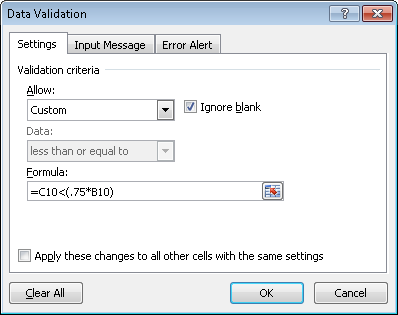 Data Validation
Settings Input Message Error Alert
Validation criteria
Allow:
Custom Ignore blank
Data:
less than or equal to
Formula:
=C10<(.75*B10)
Apply these changes to all other cells with the same settings
Clear All OK Cancel